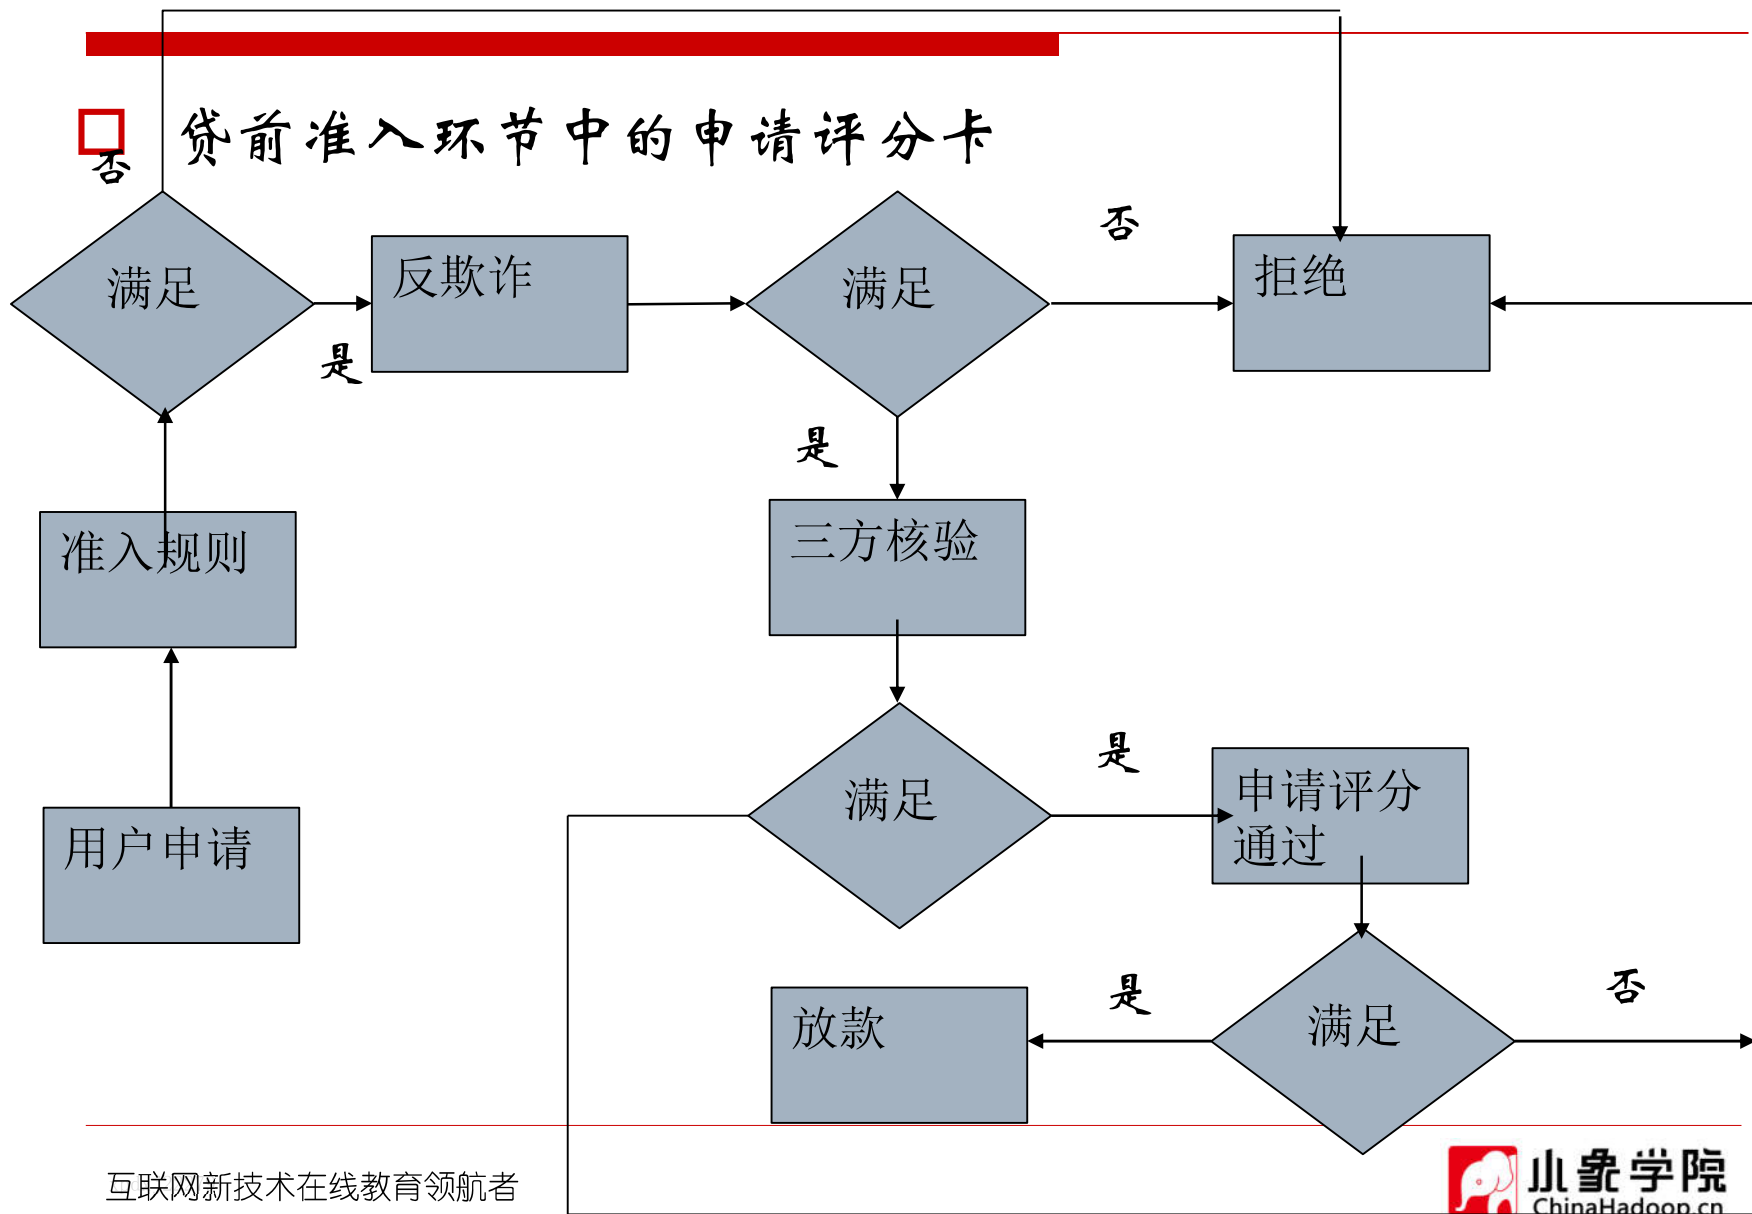 贷前准入环节中的申请评分卡
否
满足
是
反欺诈
满足
否
拒绝
是
准入规则
三方核验
用户申请
满足
是
申请评分
通过
放款
是
满足
否
互联网新技术在线教育领航者
小象学院
ChinaHadoop.cn